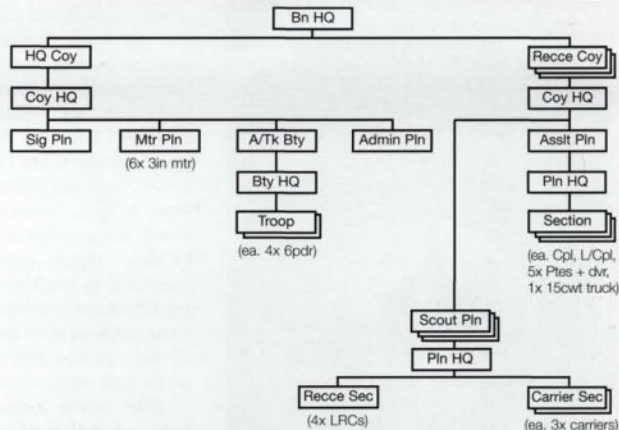 Bn HQ
HQ Coy
Recce Coy
Coy HQ
Coy HQ
Sig Pln
Mtr Pln
A/Tk Bty
Admin Pln
Asslt Pln
(6x 3in mtr)
Bty HQ
Pln HQ
Troop
Section
(ea. 4x 6pdr)
(ea. Cpl, L/Cpl,
5x Ptes + dvr,
1x 15cwt truck)
Scout Pln
Pln HQ
Recce Sec
Carrier Sec
(4x LRCs)
(ea. 3x carriers)